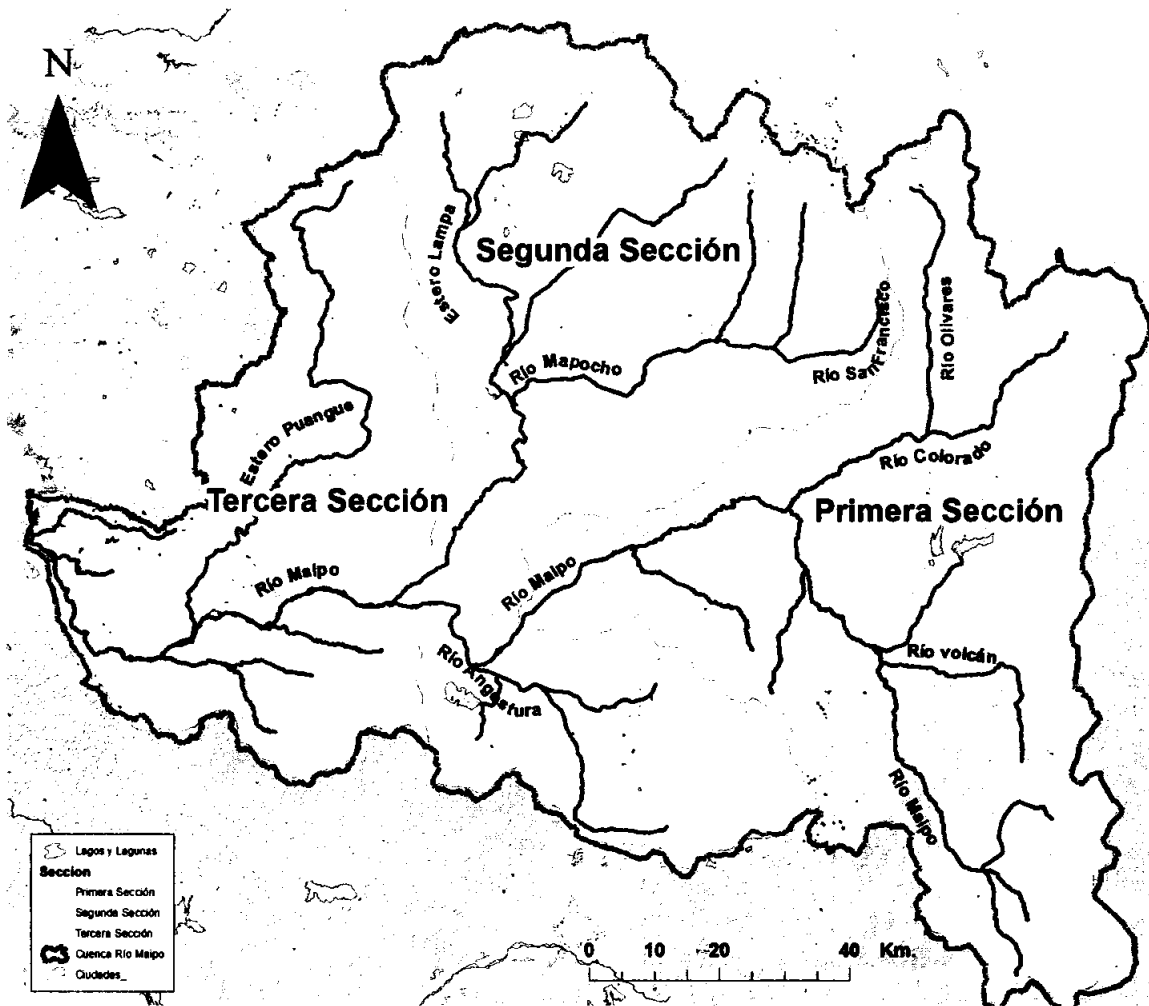 N
Estero Lampa
Segunda Sección
Río Mapocho
Río San Francisco
Río Olivares
Estero Puangue
Río Colorado
Tercera Sección
Primera Sección
Río Maipo
Río Maipo
Río volcán
Río Angostura
Río Maipo
Lagos y Lagunas
Seccion
Primera Sección
Segunda Sección
Tercera Sección
Cuenca Río Maipo
Ciudades_
0 10 20 40 Km.